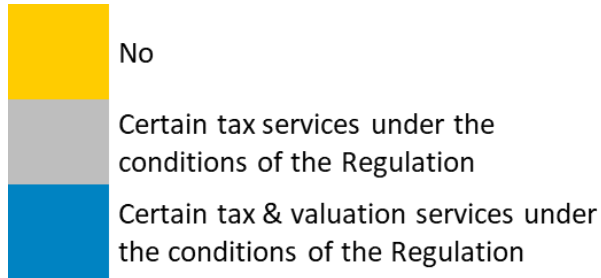 No
Certain tax services under the
conditions of the Regulation
Certain tax & valuation services under
the conditions of the Regulation